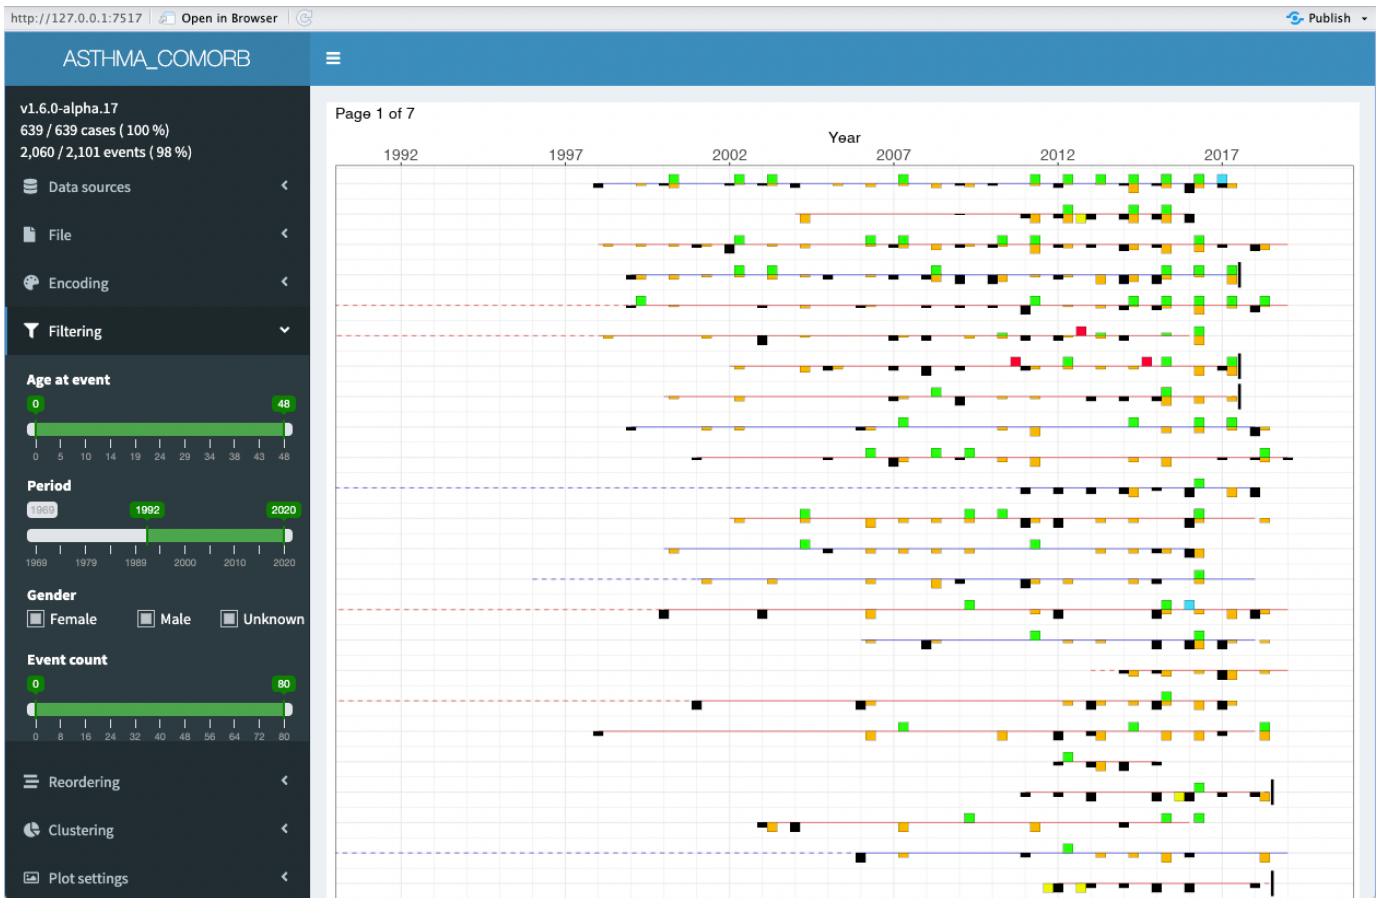 http://127.0.0.1:7517 Open in Browser Publish
ASTHMA_COMORB
v1.6.0-alpha.17
639 / 639 cases ( 100 %)
2,060 / 2,101 events ( 98 %)
Data sources
File
Encoding
Filtering
Age at event
0 48
0 5 10 14 19 24 29 34 38 43 48
Period
1969 1992 2020
1969 1979 1989 2000 2010 2020
Gender
Female Male Unknown
Event count
0 80
0 8 16 24 32 40 48 56 64 72 80
Reordering
Clustering
Plot settings
Page 1 of 7
Year
1992 1997 2002 2007 2012 2017